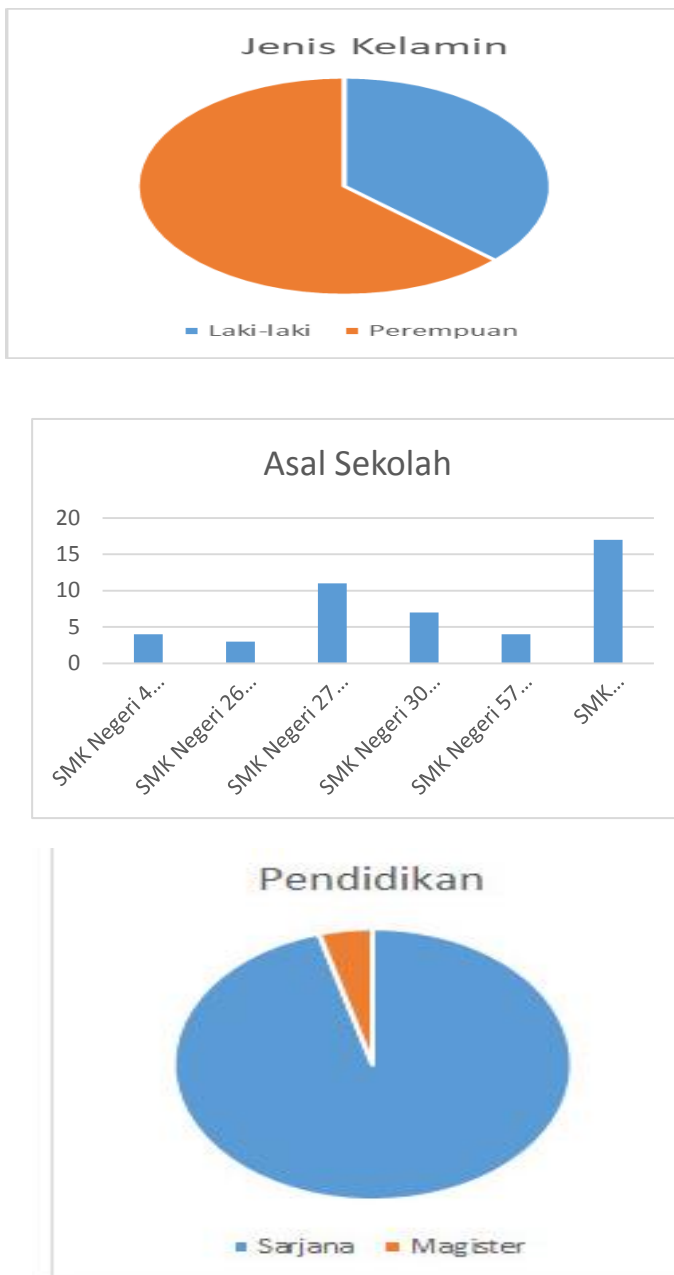 Jenis Kelamin
Laki-laki Perempuan
Asal Sekolah
20
15
10
5
0
SMK Negeri 4...
SMK Negeri 26...
SMK Negeri 27...
SMK Negeri 30...
SMK Negeri 57...
SMK...
Pendidikan
Sarjana Magister